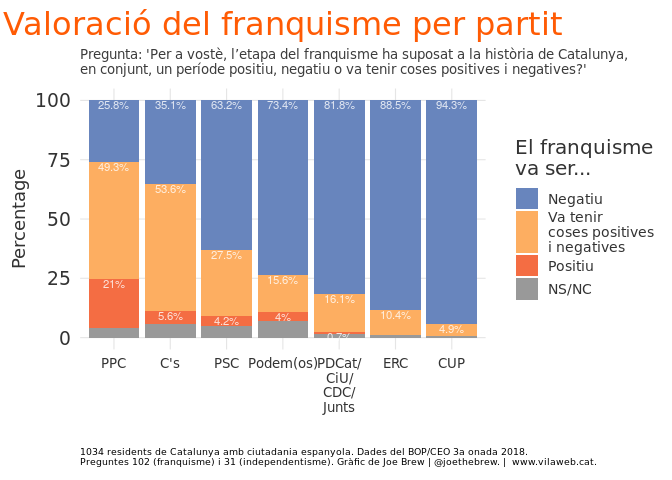 Valoració del franquisme per partit
Pregunta: 'Per a vostè, l’etapa del franquisme ha suposat a la història de Catalunya,
en conjunt, un període positiu, negatiu o va tenir coses positives i negatives?'
Percentage
100
75
50
25
0
25.8% 35.1% 63.2% 73.4% 81.8% 88.5% 94.3%
49.3% 53.6% 27.5% 15.6% 16.1% 10.4% 4.9%
21% 5.6% 4.2% 4% 0.7%
PPC C's PSC Podem(os) PDCat/ ERC CUP
CiU/
CDC/
Junts
El franquisme
va ser...
Negatiu
Va tenir
coses positives
i negatives
Positiu
NS/NC
1034 residents de Catalunya amb ciutadania espanyola. Dades del BOP/CEO 3a onada 2018.
Preguntes 102 (franquisme) i 31 (independentisme). Gràfic de Joe Brew | @joethebrew. | www.vilaweb.cat.